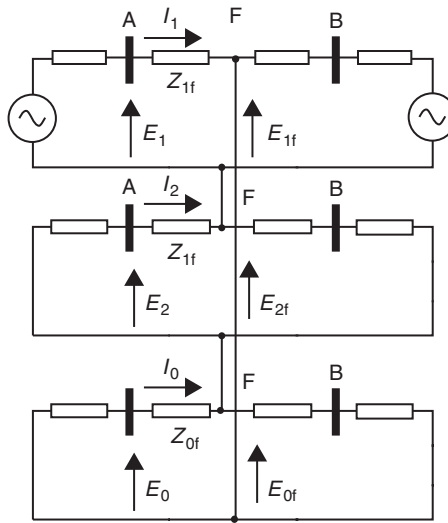 A I₁ F B
Z₁f
E₁ E₁f
A I₂ F B
Z₁f
E₂ E₂f
A I₀ F B
Z₀f
E₀ E₀f